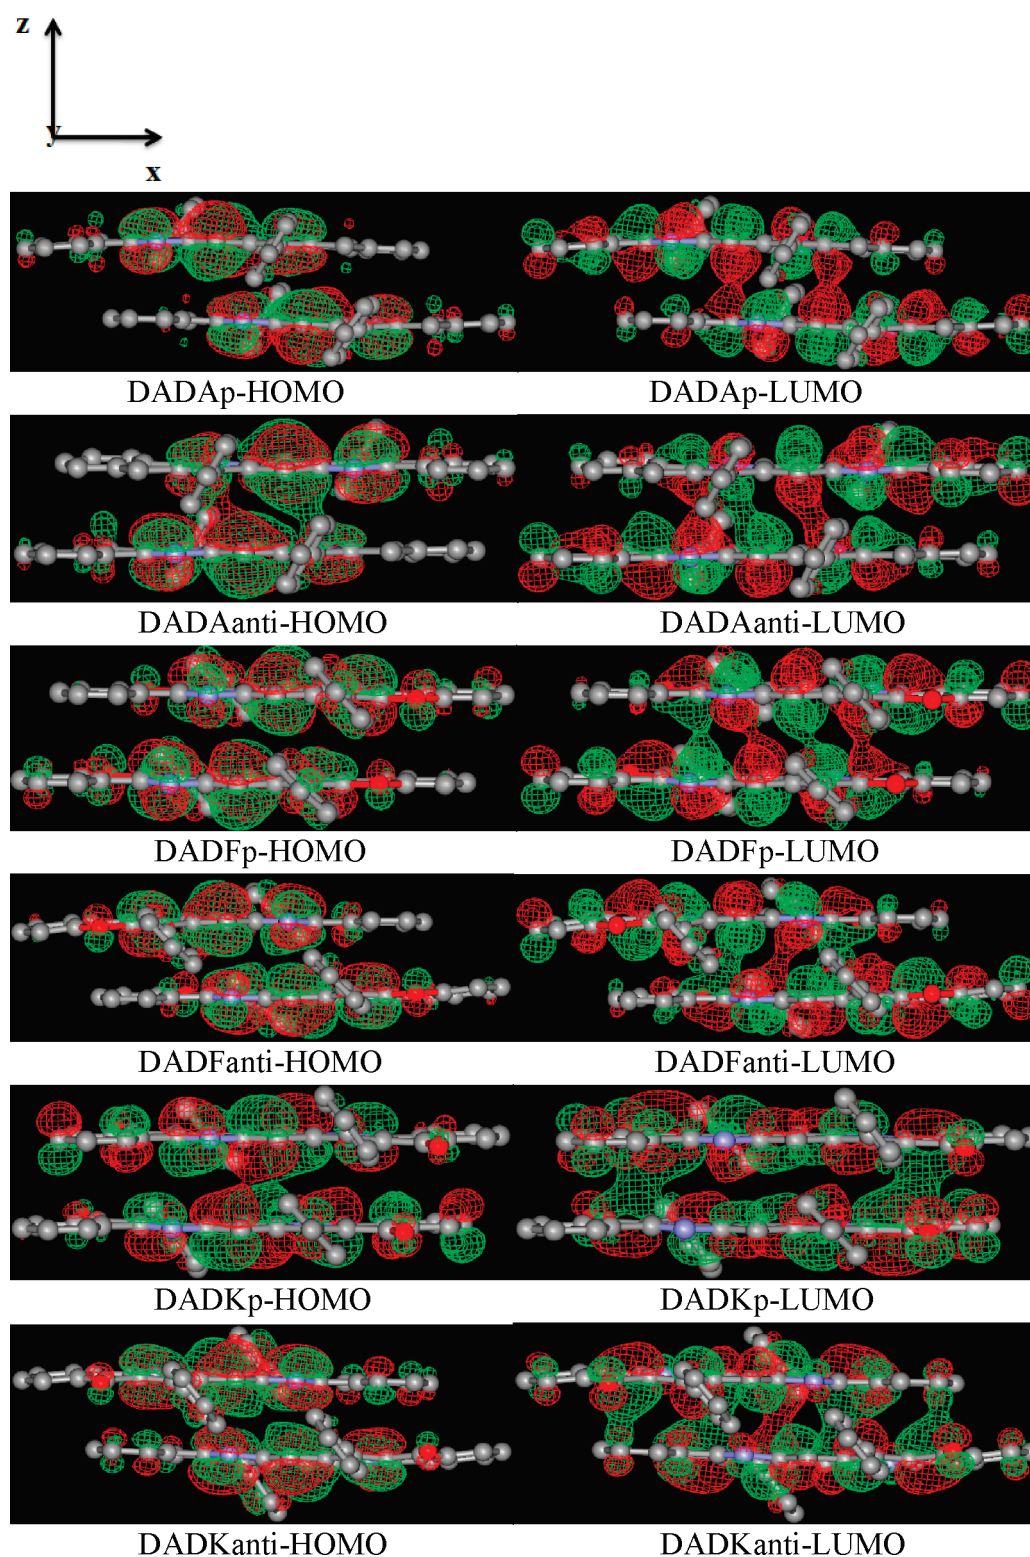 z
y
x
DADAp-HOMO
DADAp-LUMO
DADAanti-HOMO
DADAanti-LUMO
DADFp-HOMO
DADFp-LUMO
DADFanti-HOMO
DADFanti-LUMO
DADKp-HOMO
DADKp-LUMO
DADKanti-HOMO
DADKanti-LUMO